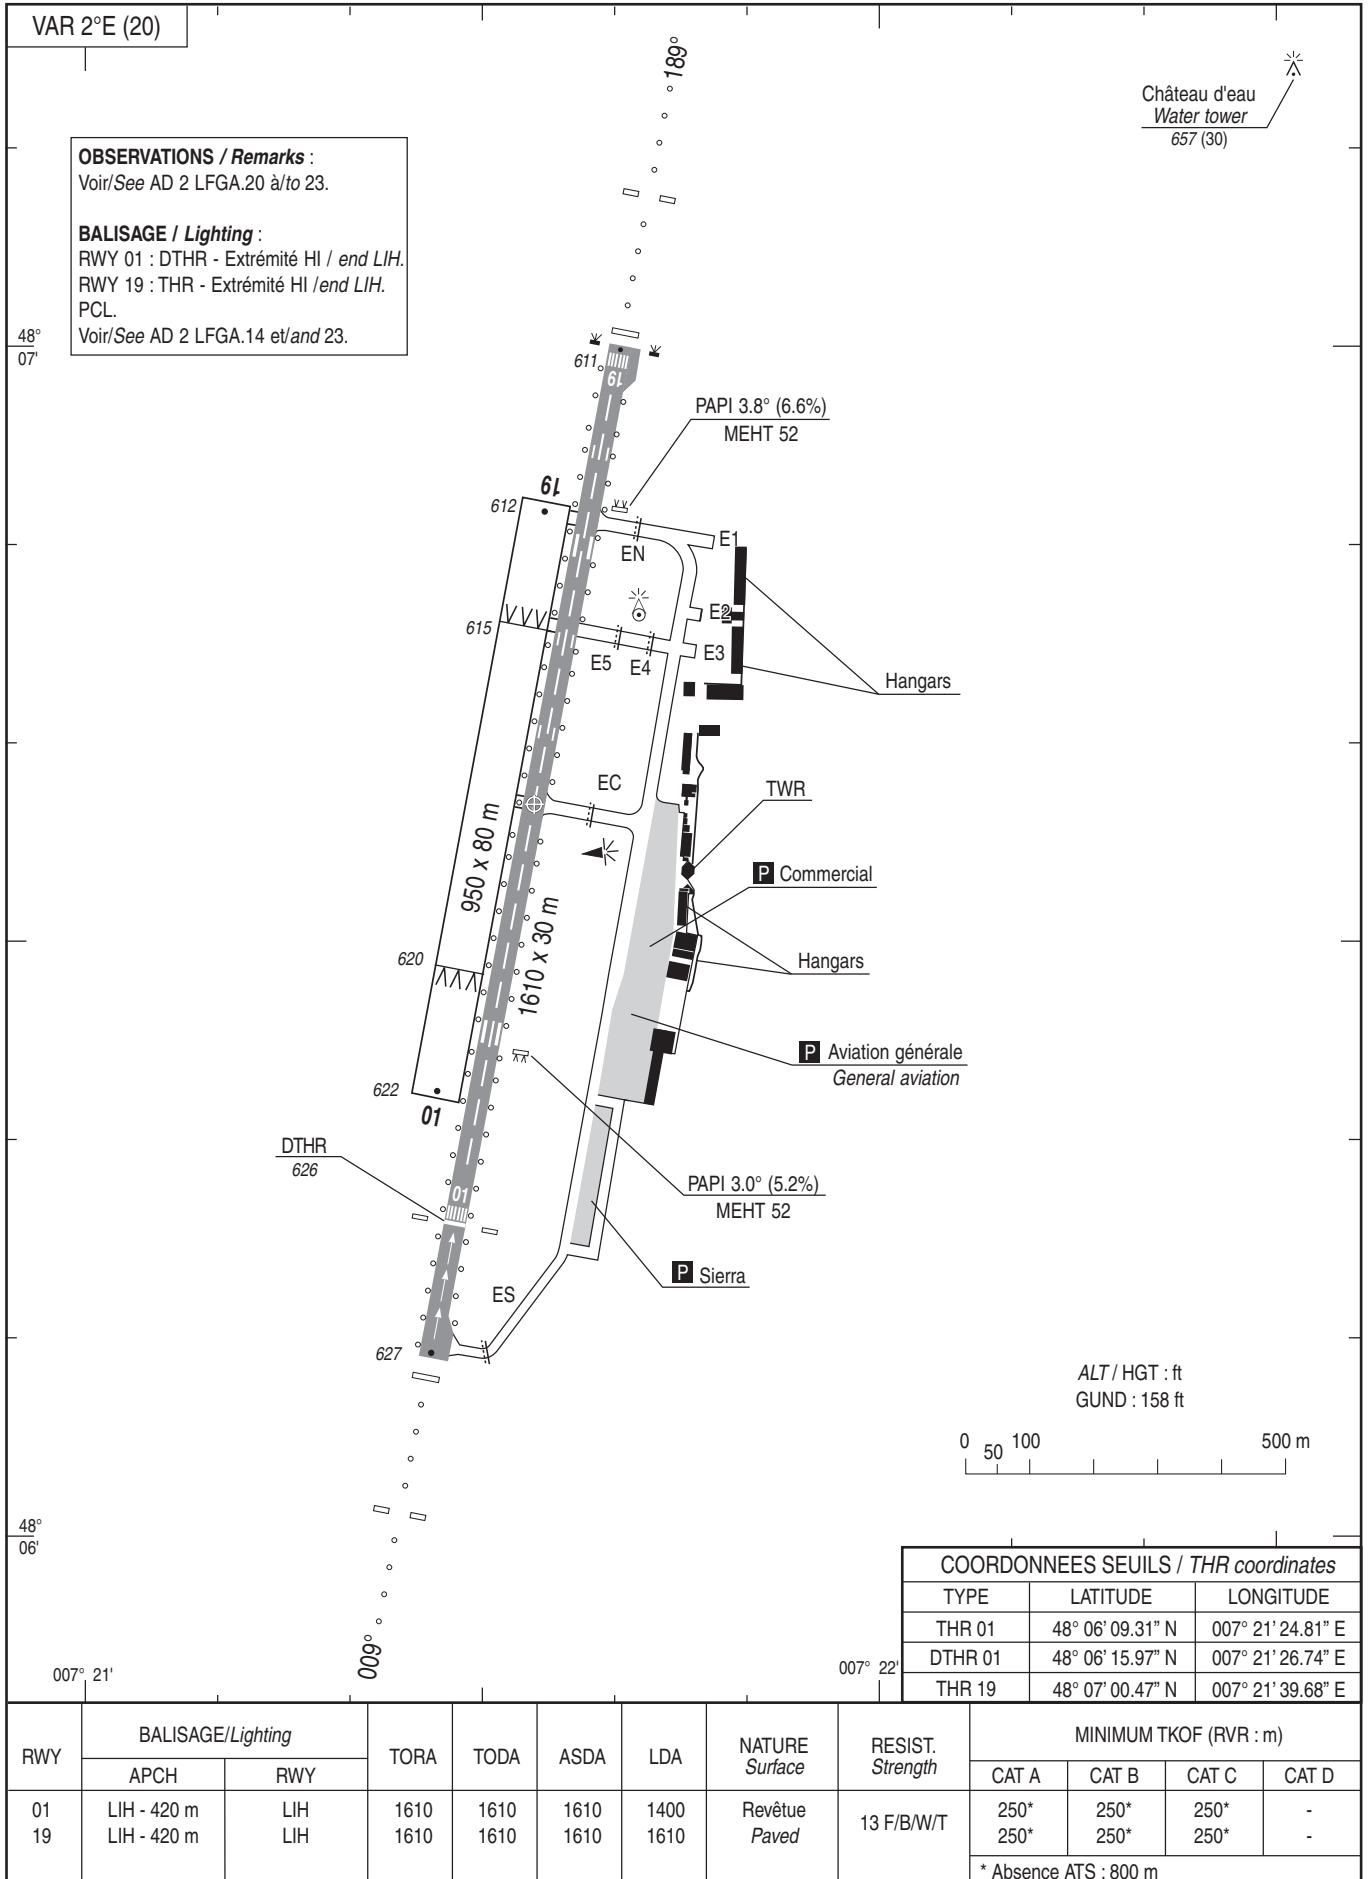 VAR 2°E (20)
189°
Château d'eau
Water tower
657 (30)
OBSERVATIONS / Remarks :
Voir/See AD 2 LFGA.20 à/to 23.
BALISAGE / Lighting :
RWY 01 : DTHR - Extrémité HI / end LIH.
RWY 19 : THR - Extrémité HI /end LIH.
PCL.
Voir/See AD 2 LFGA.14 et/and 23.
48°
07'
611
19
PAPI 3.8° (6.6%)
MEHT 52
19
612
E1
EN
E2
615
E5
E4
E3
Hangars
EC
TWR
950 x 80 m
P Commercial
1610 x 30 m
620
Hangars
P Aviation générale
General aviation
622
01
DTHR
626
PAPI 3.0° (5.2%)
MEHT 52
01
P Sierra
ES
627
ALT / HGT : ft
GUND : 158 ft
0 50 100 500 m
48°
06'
009°
007° 21'
007° 22'
COORDONNEES SEUILS / THR coordinates
TYPE LATITUDE LONGITUDE
THR 01 48° 06' 09.31” N 007° 21' 24.81” E
DTHR 01 48° 06' 15.97” N 007° 21' 26.74” E
THR 19 48° 07' 00.47” N 007° 21' 39.68” E
RWY BALISAGE/Lighting TORA TODA ASDA LDA NATURE RESIST. MINIMUM TKOF (RVR : m)
Surface Strength
APCH RWY CAT A CAT B CAT C CAT D
01 LIH - 420 m LIH 1610 1610 1610 1400 Revêtue 13 F/B/W/T 250* 250* 250* -
19 LIH - 420 m LIH 1610 1610 1610 1610 Paved 250* 250* 250* -
* Absence ATS : 800 m